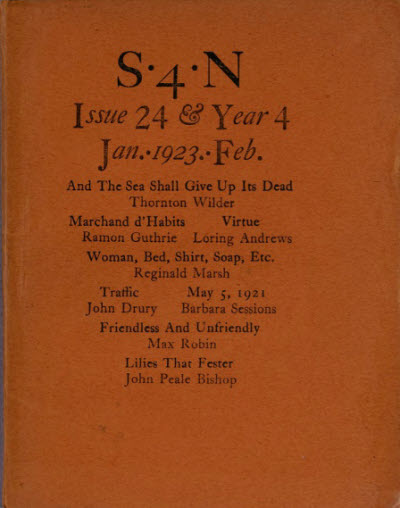 S·4·N
Issue 24 & Year 4
Jan.·1923.·Feb.
And The Sea Shall Give Up Its Dead
Thornton Wilder
Marchand d'Habits Virtue
Ramon Guthrie Loring Andrews
Woman, Bed, Shirt, Soap, Etc.
Reginald Marsh
Traffic May 5, 1921
John Drury Barbara Sessions
Friendless And Unfriendly
Max Robin
Lilies That Fester
John Peale Bishop